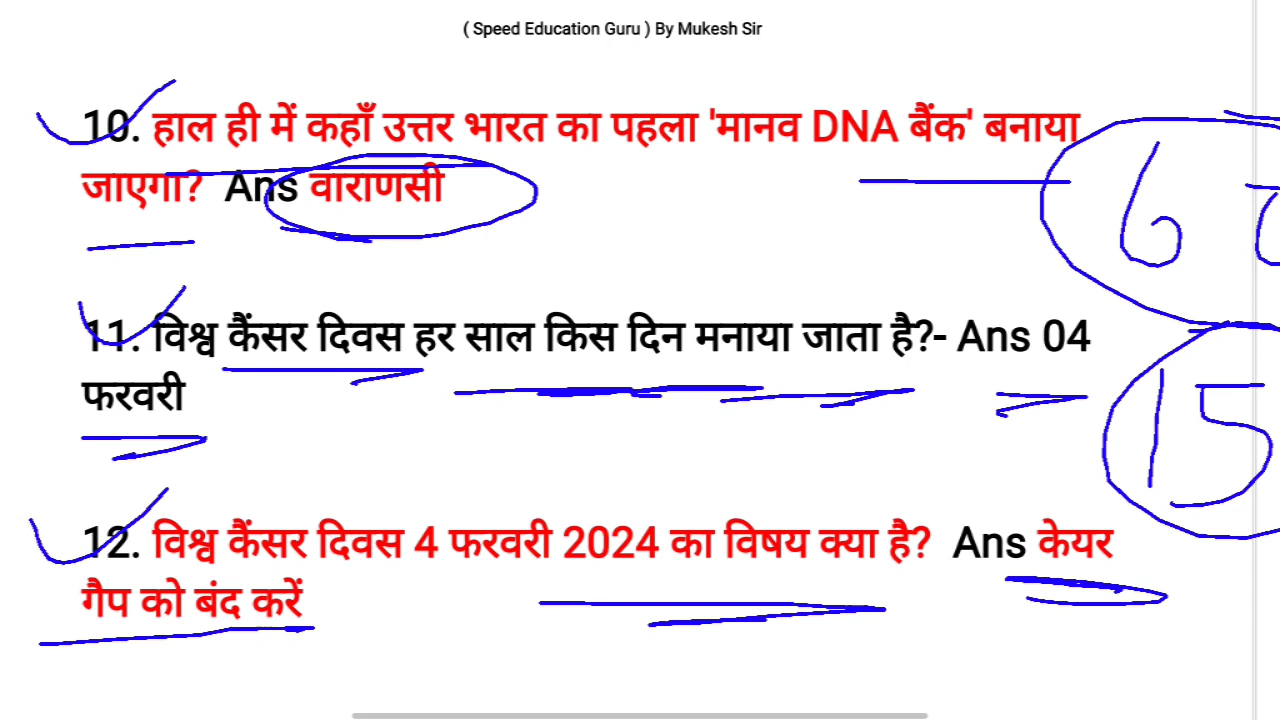 ( Speed Education Guru ) By Mukesh Sir
10. हाल ही में कहाँ उत्तर भारत का पहला 'मानव DNA बैंक' बनाया
जाएगा? Ans वाराणसी
6
11. विश्व कैंसर दिवस हर साल किस दिन मनाया जाता है?- Ans 04
फरवरी
15
12. विश्व कैंसर दिवस 4 फरवरी 2024 का विषय क्या है? Ans केयर
गैप को बंद करें